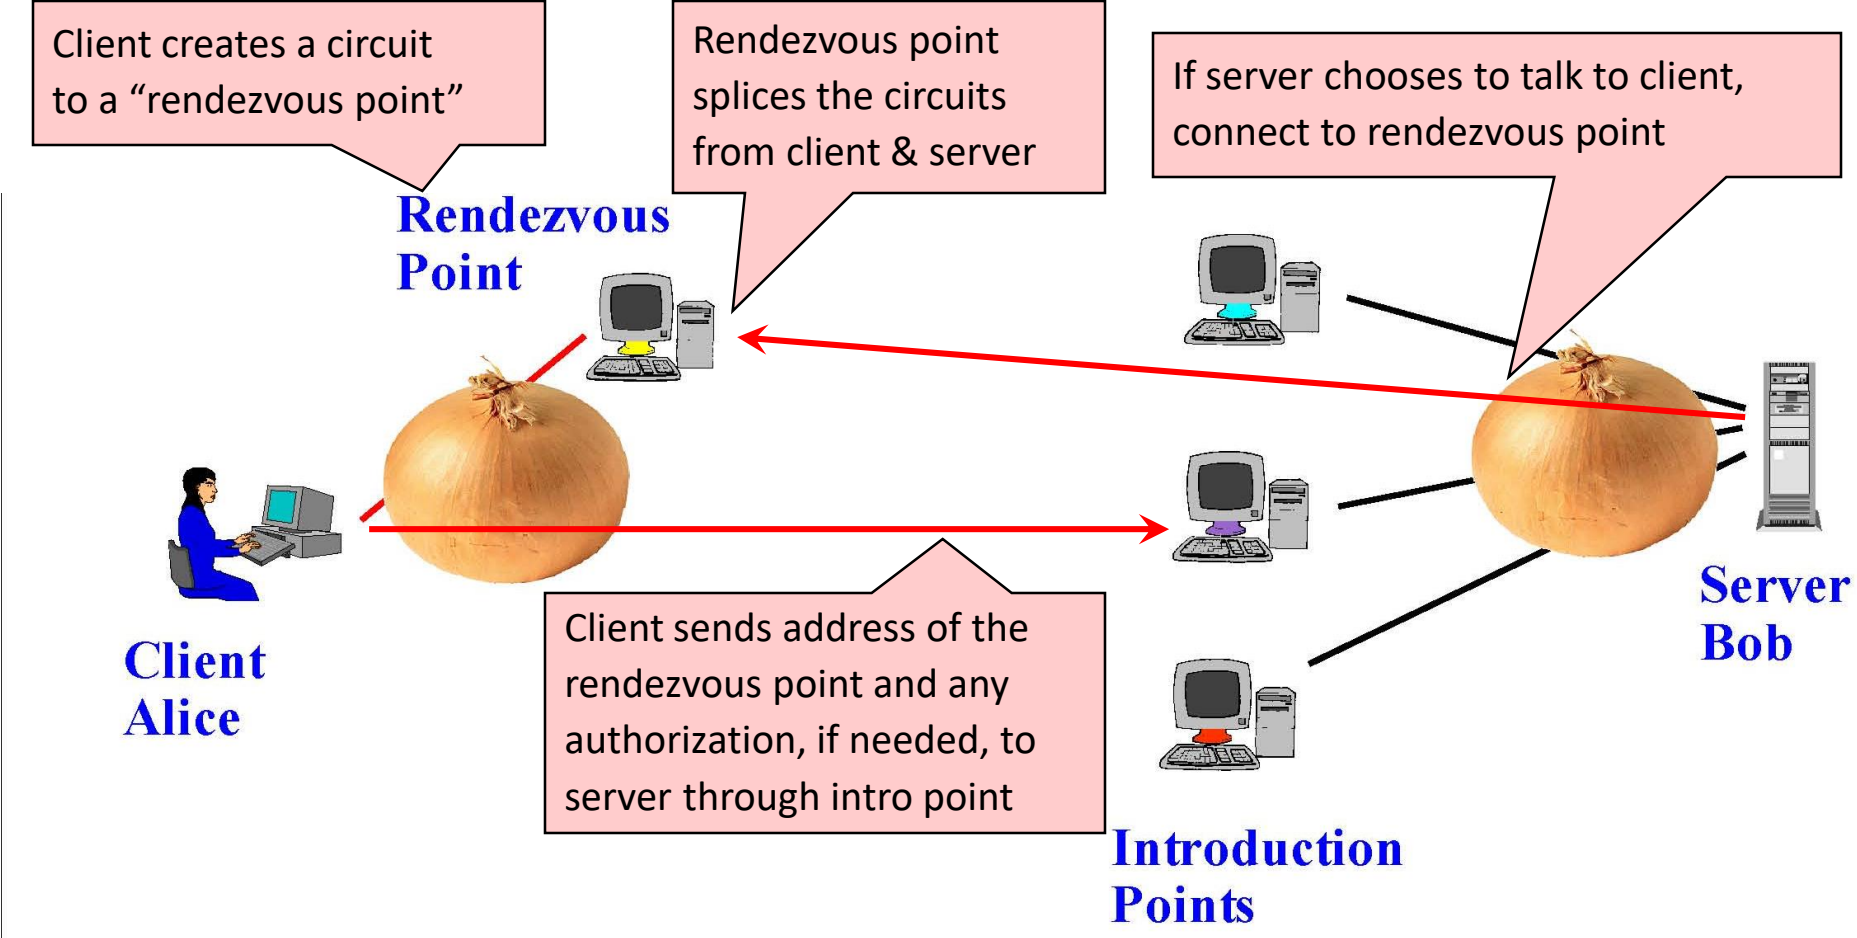 Client creates a circuit
to a “rendezvous point”
Rendezvous point
splices the circuits
from client & server
If server chooses to talk to client,
connect to rendezvous point
Rendezvous
Point
Client sends address of the
rendezvous point and any
authorization, if needed, to
server through intro point
Client
Alice
Server
Bob
Introduction
Points